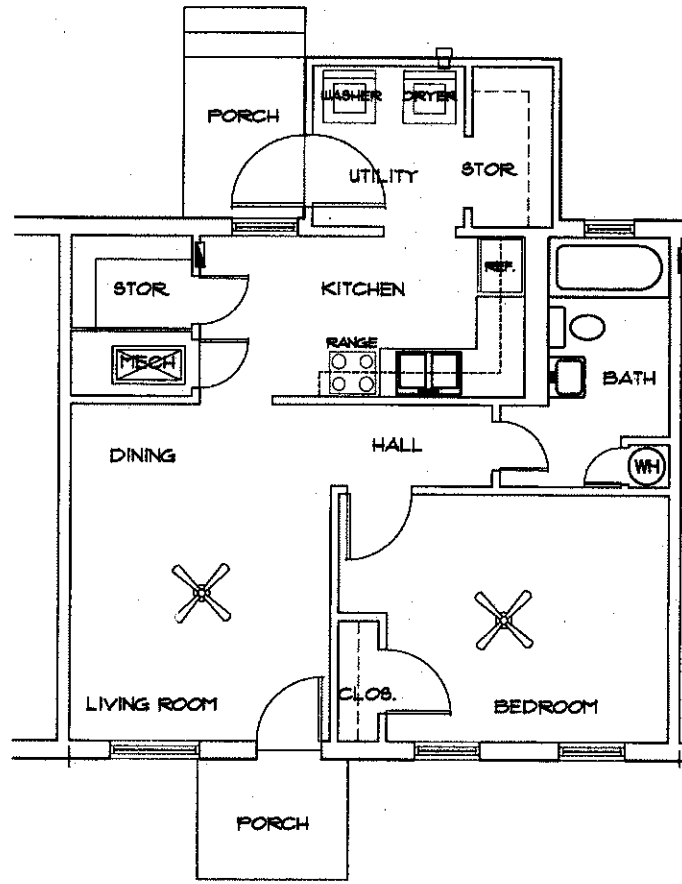 WASHER DRYER
PORCH
UTILITY STOR
STOR KITCHEN REF.
RANGE
MECH BATH
DINING HALL
WH
LIVING ROOM CLOS. BEDROOM
PORCH